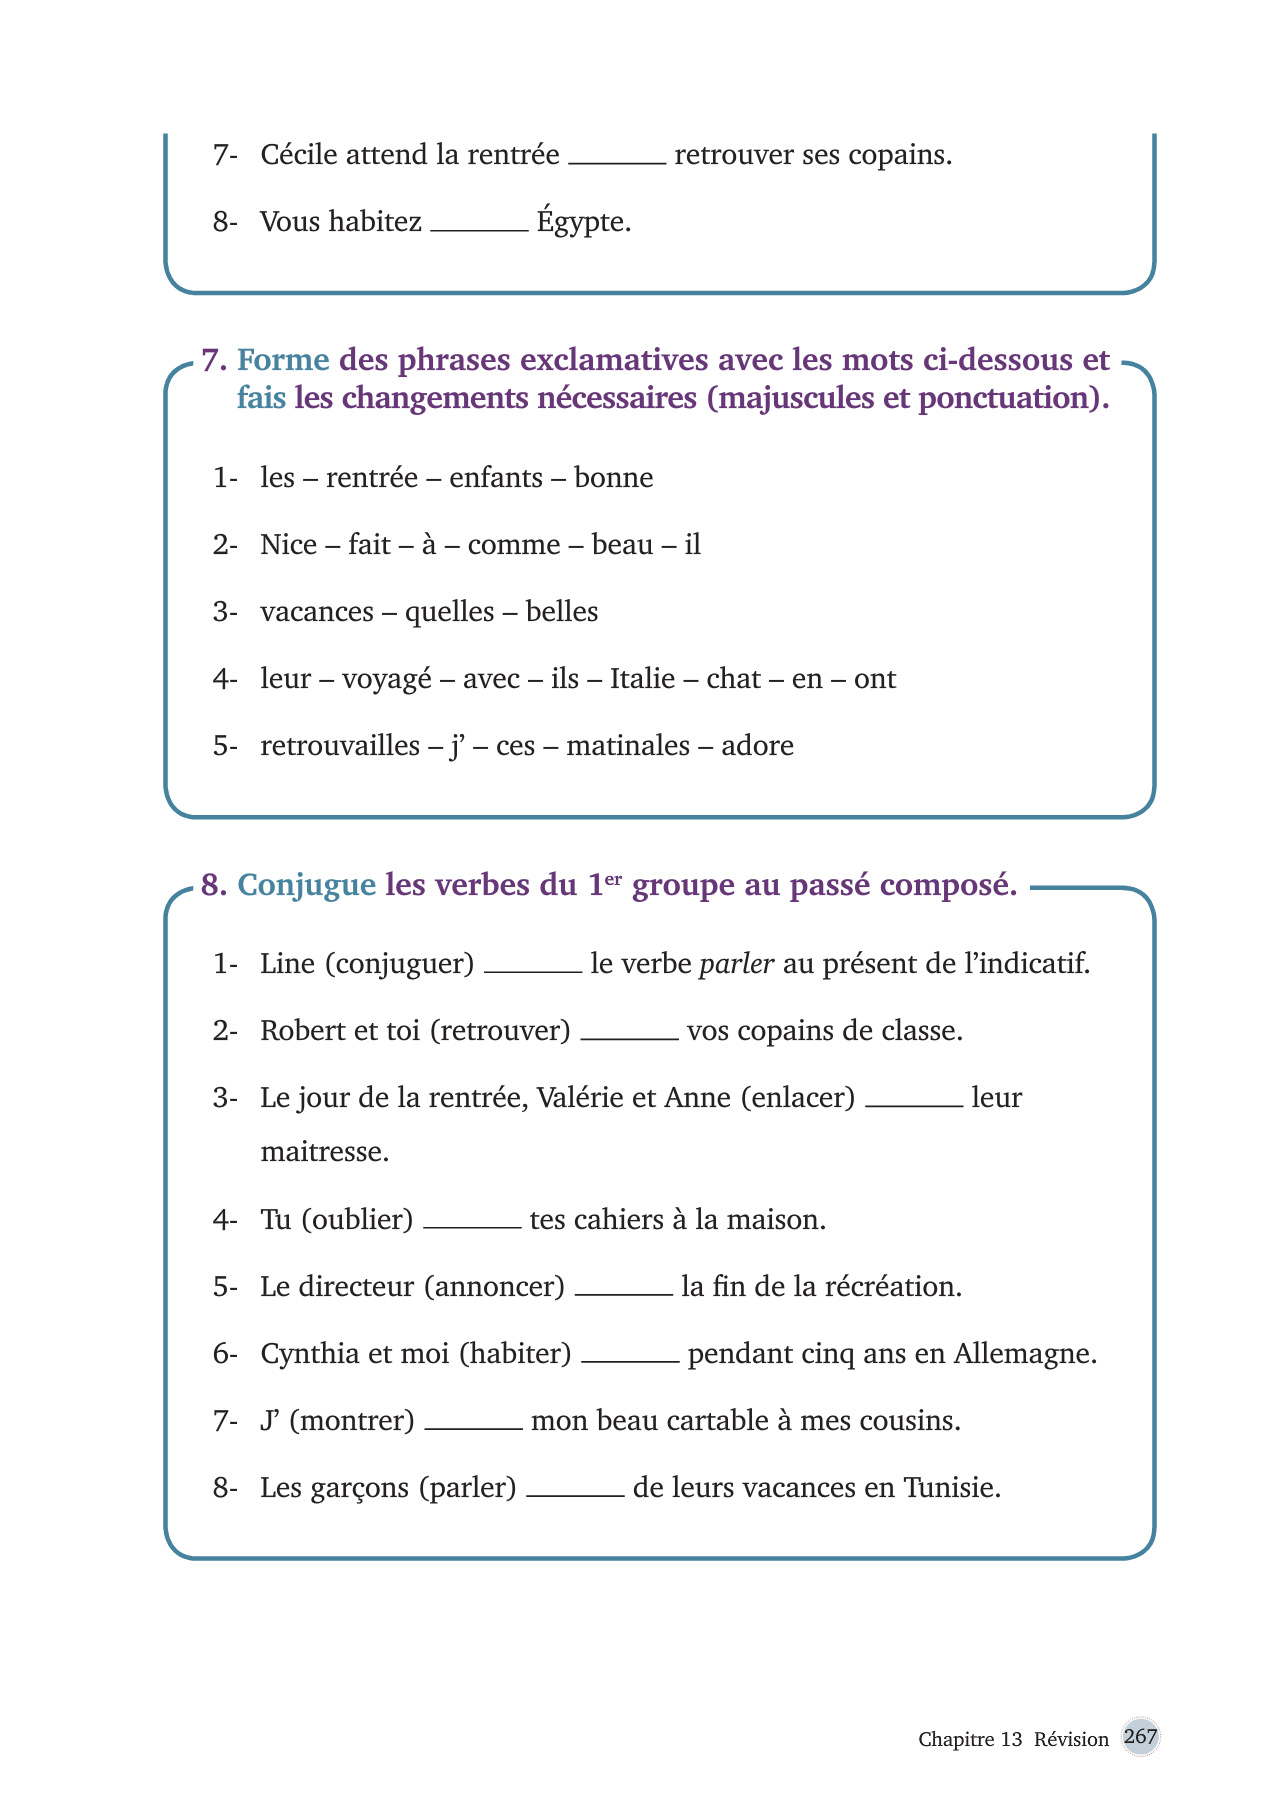 7- Cécile attend la rentrée _______ retrouver ses copains.
8- Vous habitez _______ Égypte.
7. Forme des phrases exclamatives avec les mots ci-dessous et
fais les changements nécessaires (majuscules et ponctuation).
1- les – rentrée – enfants – bonne
2- Nice – fait – à – comme – beau – il
3- vacances – quelles – belles
4- leur – voyagé – avec – ils – Italie – chat – en – ont
5- retrouvailles – j’ – ces – matinales – adore
8. Conjugue les verbes du 1er groupe au passé composé.
1- Line (conjuguer) _______ le verbe parler au présent de l’indicatif.
2- Robert et toi (retrouver) _______ vos copains de classe.
3- Le jour de la rentrée, Valérie et Anne (enlacer) _______ leur
maitresse.
4- Tu (oublier) _______ tes cahiers à la maison.
5- Le directeur (annoncer) _______ la fin de la récréation.
6- Cynthia et moi (habiter) _______ pendant cinq ans en Allemagne.
7- J’ (montrer) _______ mon beau cartable à mes cousins.
8- Les garçons (parler) _______ de leurs vacances en Tunisie.
Chapitre 13 Révision 267